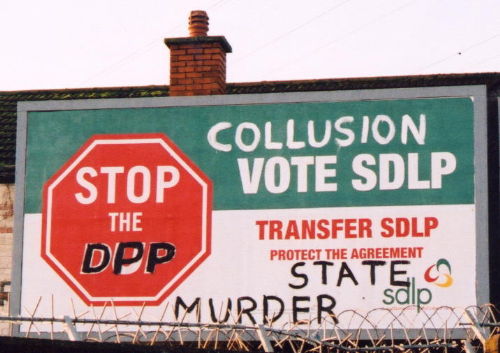 COLLUSION
VOTE SDLP
STOP
THE
DPP
TRANSFER SDLP
PROTECT THE AGREEMENT
STATE
sdlp
MURDER